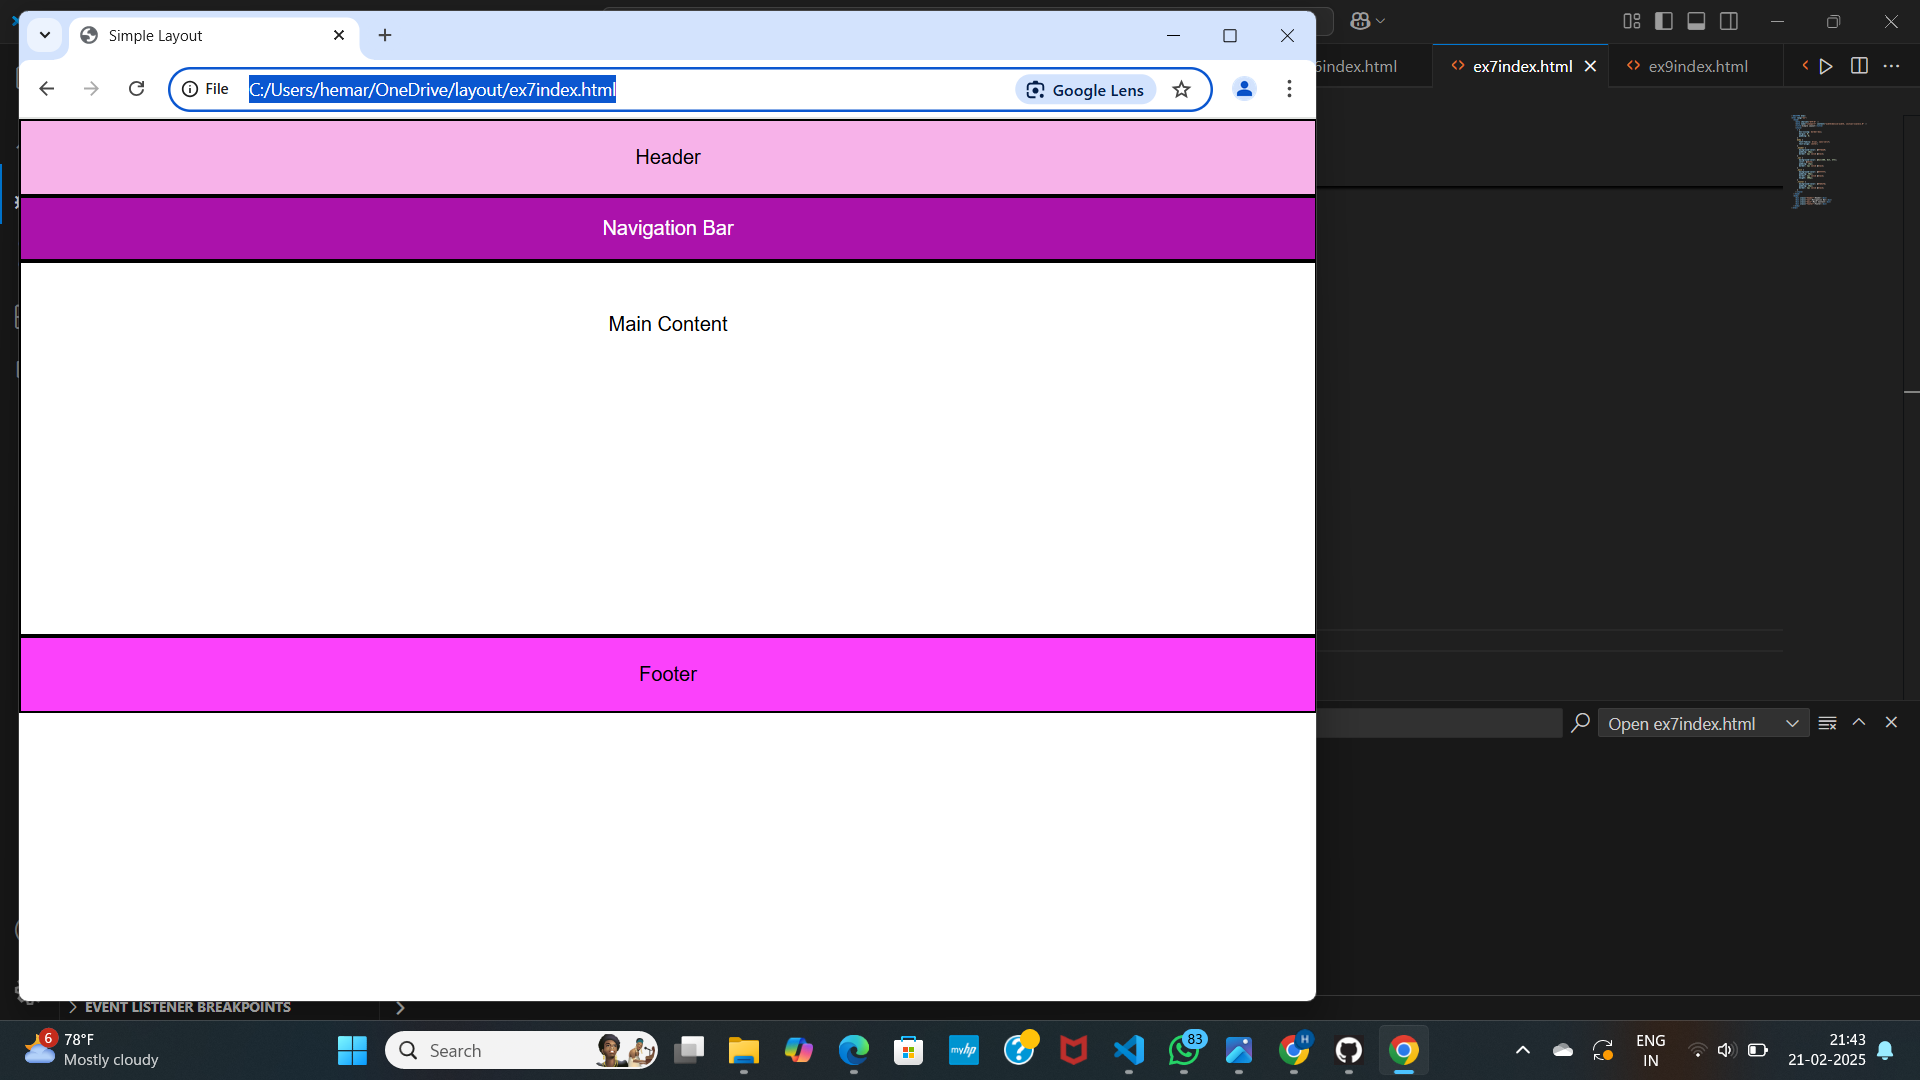 Simple Layout
File
C:/Users/hemar/OneDrive/layout/ex7index.html
Google Lens
6index.html
ex7index.html
ex9index.html
Header
Navigation Bar
Main Content
Footer
Open ex7index.html
EVENT LISTENER BREAKPOINTS
6
78°F
Mostly cloudy
Search
myhp
83
H
ENG
IN
21:43
21-02-2025